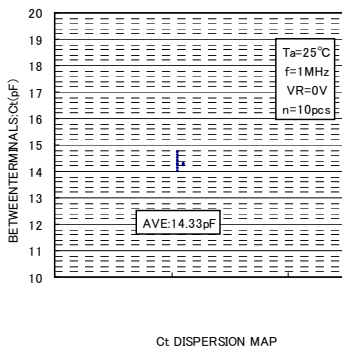 20
19
18
17
16
15
14
13
12
11
10
BETWEENTERMINALS:Ct(pF)
Ta=25℃
f=1MHz
VR=0V
n=10pcs
AVE:14.33pF
Ct DISPERSION MAP